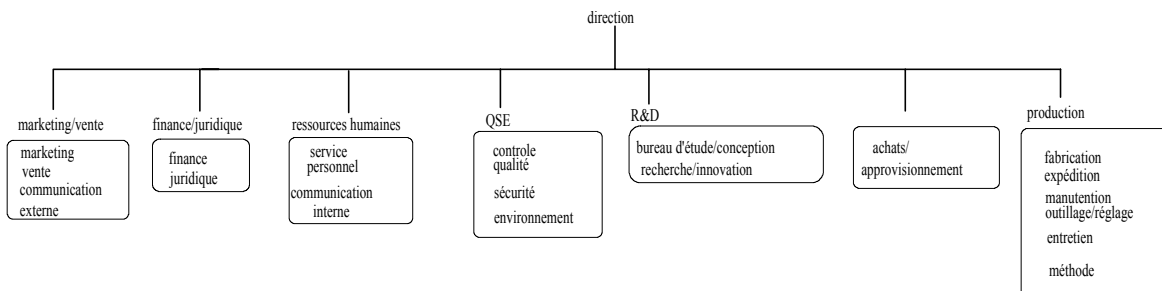 direction
marketing/vente
marketing
vente
communication
externe
finance/juridique
finance
juridique
ressources humaines
service
personnel
communication
interne
QSE
controle
qualité
sécurité
environnement
R&D
bureau d'étude/conception
recherche/innovation
achats/
approvisionnement
production
fabrication
expédition
manutention
outillage/réglage
entretien
méthode